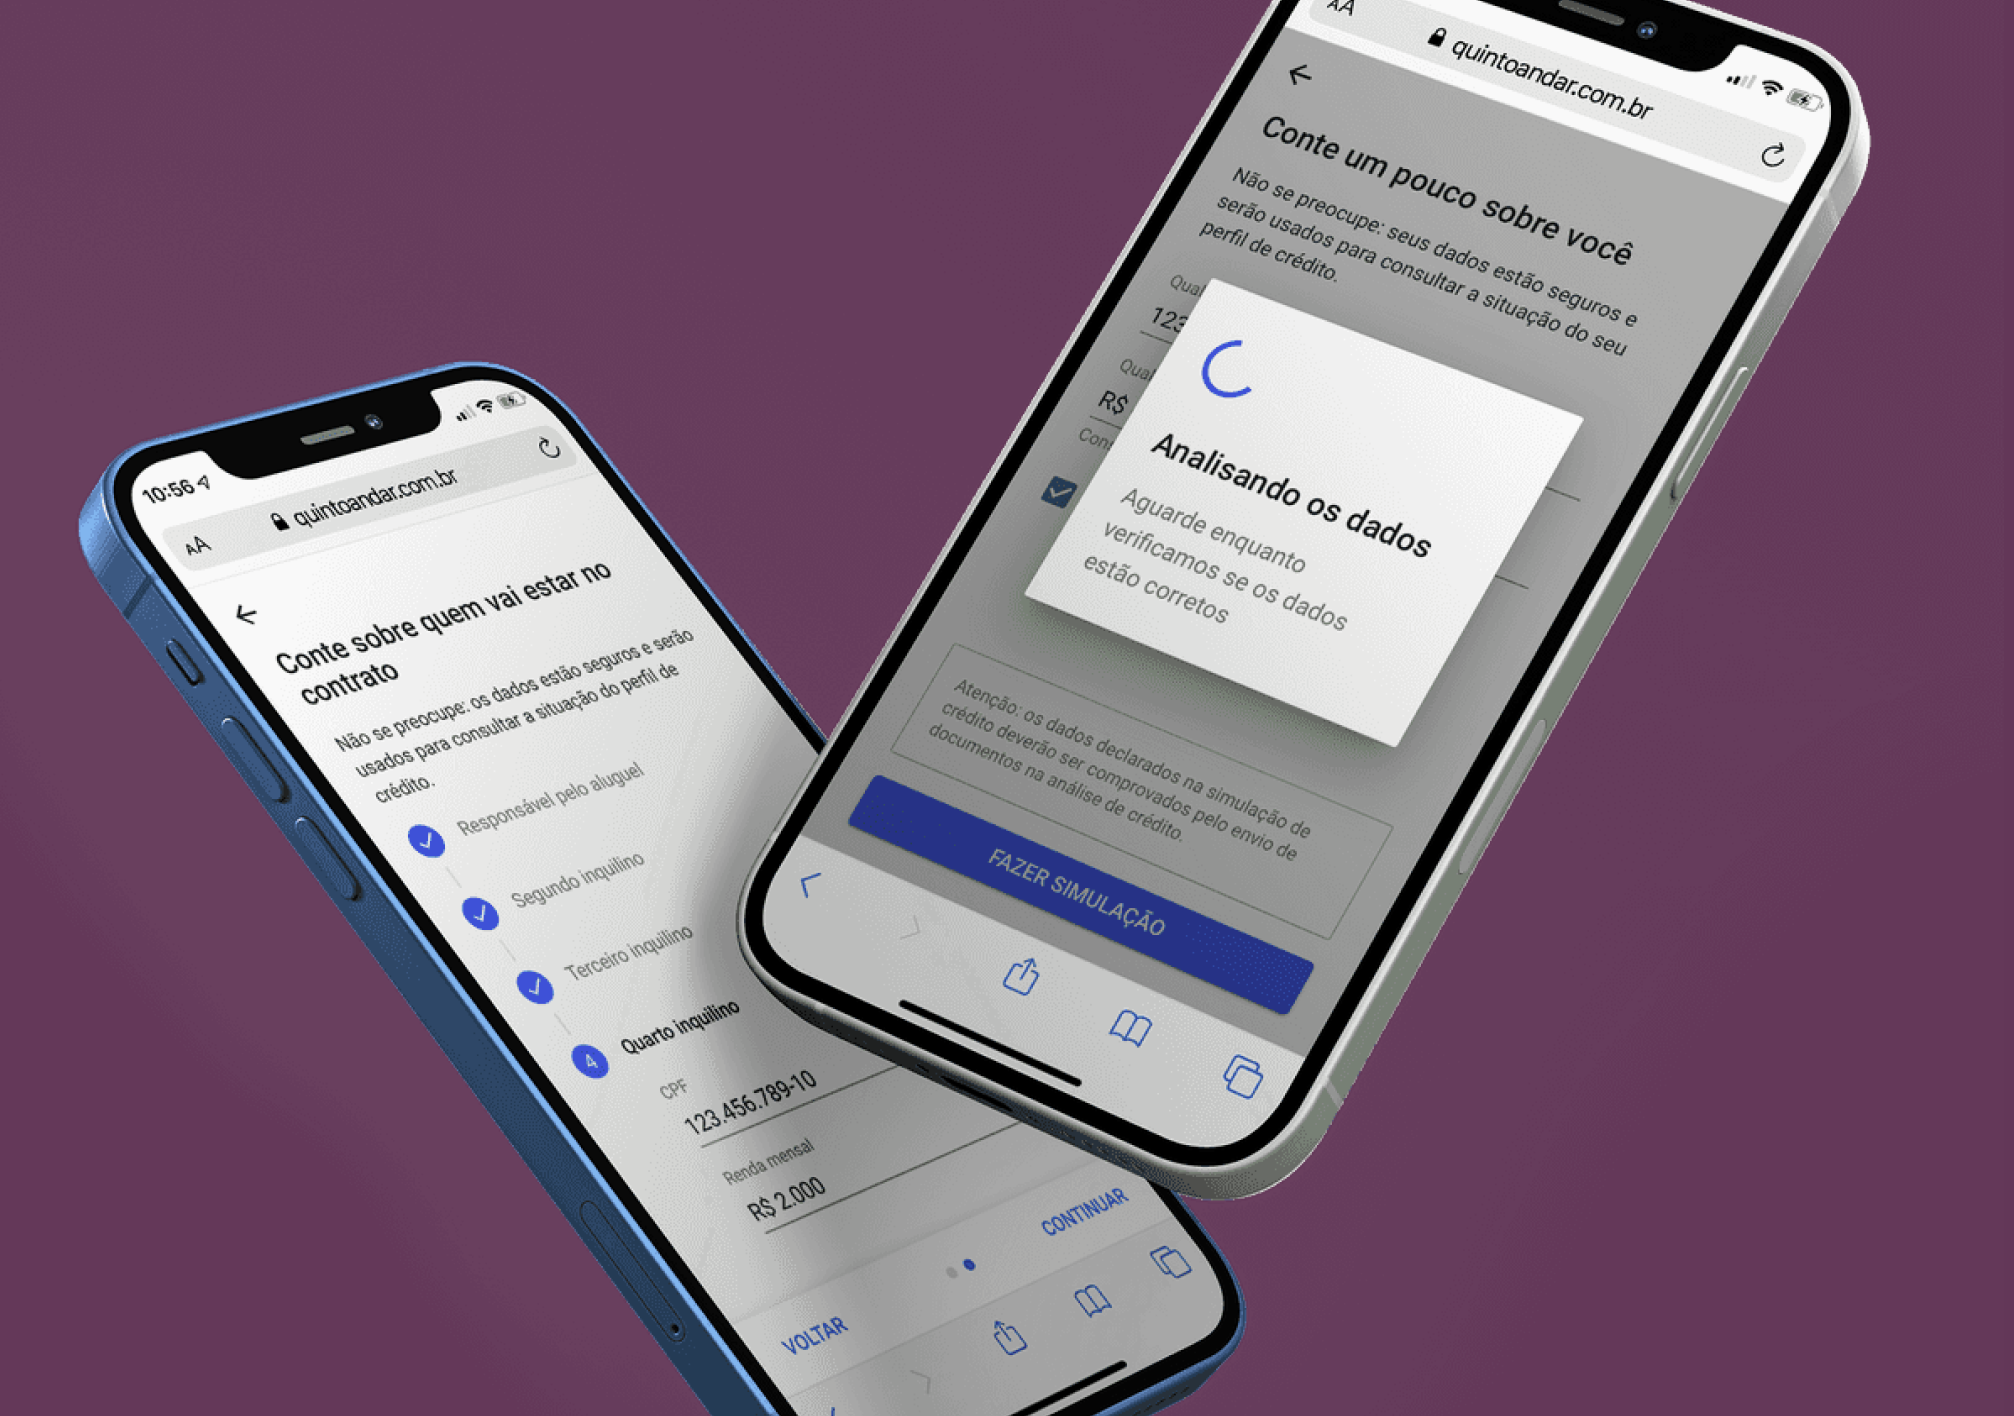 10:56
AA
quintoandar.com.br
Conte sobre quem vai estar no
contrato
Não se preocupe: os dados estão seguros e serão
usados para consultar a situação do perfil de
crédito.
Responsável pelo aluguel
Segundo inquilino
Terceiro inquilino
4 Quarto inquilino
CPF
123.456.789-10
Renda mensal
R$ 2.000
VOLTAR
CONTINUAR
AA
quintoandar.com.br
Conte um pouco sobre você
Não se preocupe: seus dados estão seguros e
serão usados para consultar a situação do seu
perfil de crédito.
Qual
123
Qual
R$
Analisando os dados
Aguarde enquanto
verificamos se os dados
estão corretos
Atenção: os dados declarados na simulação de
crédito deverão ser comprovados pelo envio de
documentos na análise de crédito.
FAZER SIMULAÇÃO